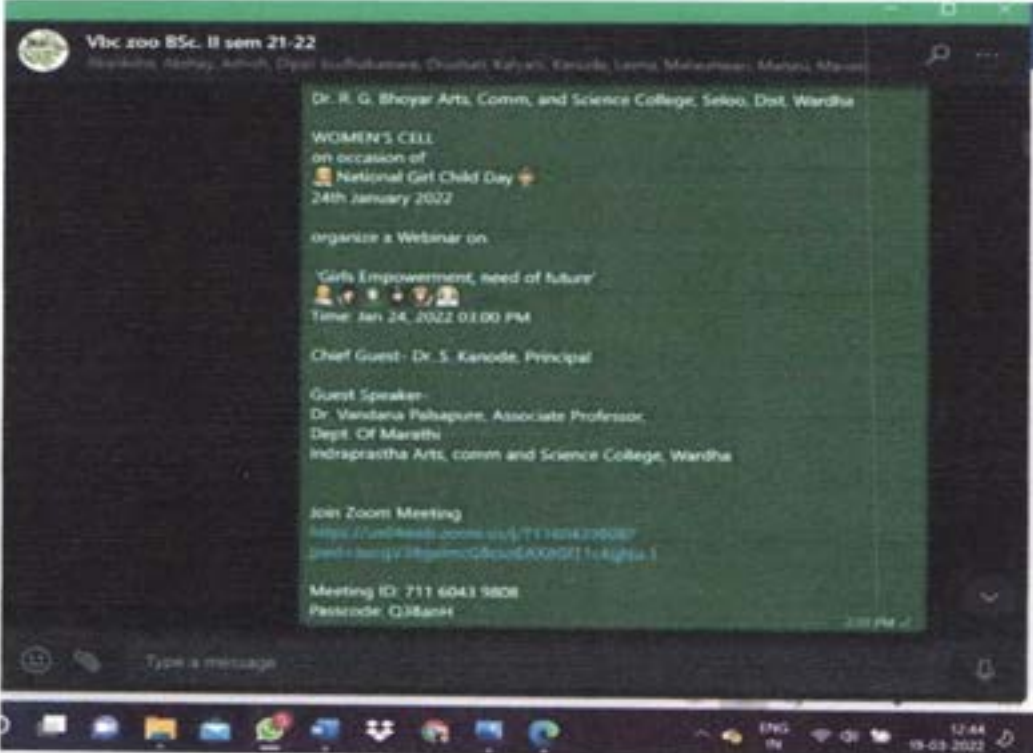 Vbc zoo BSc. II sem 21-22
Dr. R. G. Bhoyar Arts, Comm, and Science College, Seloo, Dist. Wardha
WOMEN'S CELL
on occasion of
National Girl Child Day
24th January 2022
organize a Webinar on
'Girls Empowerment, need of future'
Time: Jan 24, 2022 03:00 PM
Chief Guest- Dr. S. Kanode, Principal
Guest Speaker-
Dr. Vandana Palsapure, Associate Professor,
Dept. Of Marathi
Indraprastha Arts, comm and Science College, Wardha
Join Zoom Meeting
Meeting ID: 711 6043 9808
Passcode: Q38anH
Type a message
ENG
IN
12:44
19-03-2022